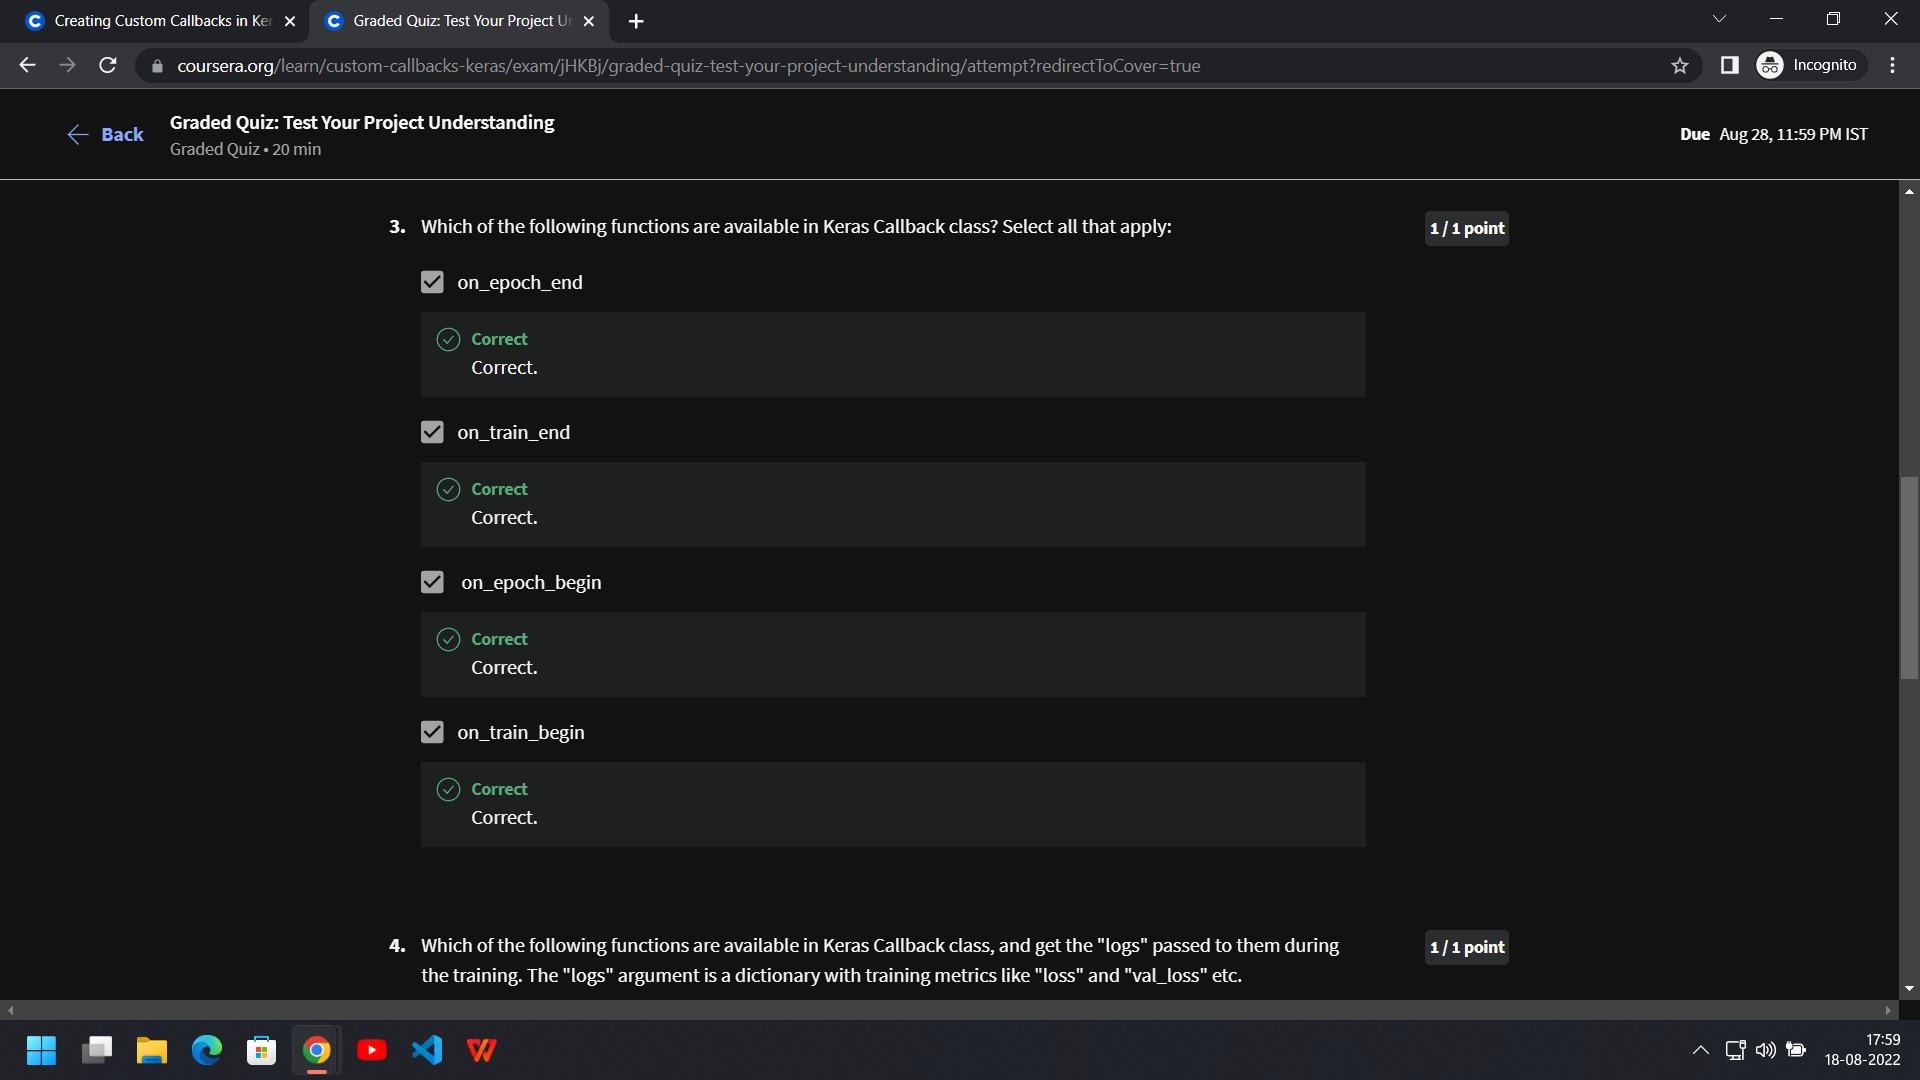 Creating Custom Callbacks in Ker
Graded Quiz: Test Your Project Un
coursera.org/learn/custom-callbacks-keras/exam/jHKBj/graded-quiz-test-your-project-understanding/attempt?redirectToCover=true
Incognito
Back
Graded Quiz: Test Your Project Understanding
Graded Quiz • 20 min
Due Aug 28, 11:59 PM IST
3. Which of the following functions are available in Keras Callback class? Select all that apply:
1 / 1 point
on_epoch_end
Correct
Correct.
on_train_end
Correct
Correct.
on_epoch_begin
Correct
Correct.
on_train_begin
Correct
Correct.
4. Which of the following functions are available in Keras Callback class, and get the "logs" passed to them during
the training. The "logs" argument is a dictionary with training metrics like "loss" and "val_loss" etc.
1 / 1 point
17:59
18-08-2022